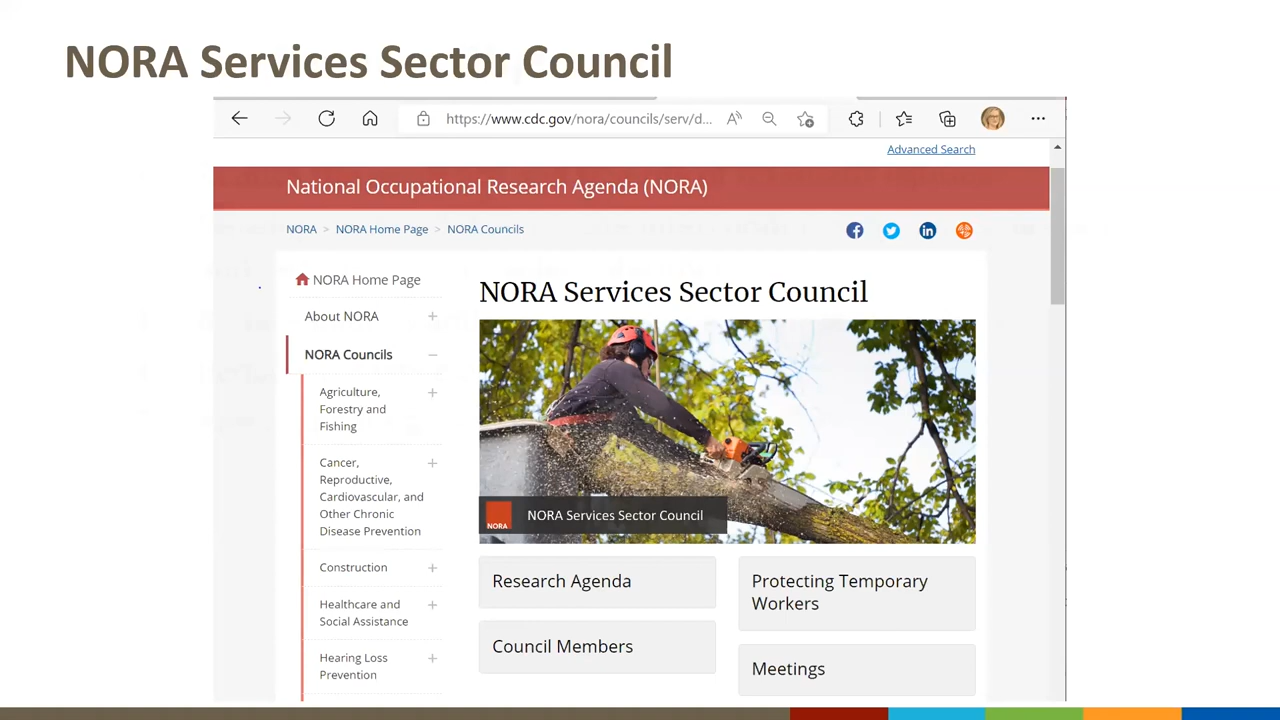 NORA Services Sector Council
https://www.cdc.gov/nora/councils/serv/d...
Advanced Search
National Occupational Research Agenda (NORA)
NORA > NORA Home Page > NORA Councils
NORA Home Page
About NORA
NORA Councils
Agriculture,
Forestry and
Fishing
Cancer,
Reproductive,
Cardiovascular, and
Other Chronic
Disease Prevention
Construction
Healthcare and
Social Assistance
Hearing Loss
Prevention
NORA Services Sector Council
NORA
NORA Services Sector Council
Research Agenda
Council Members
Protecting Temporary
Workers
Meetings